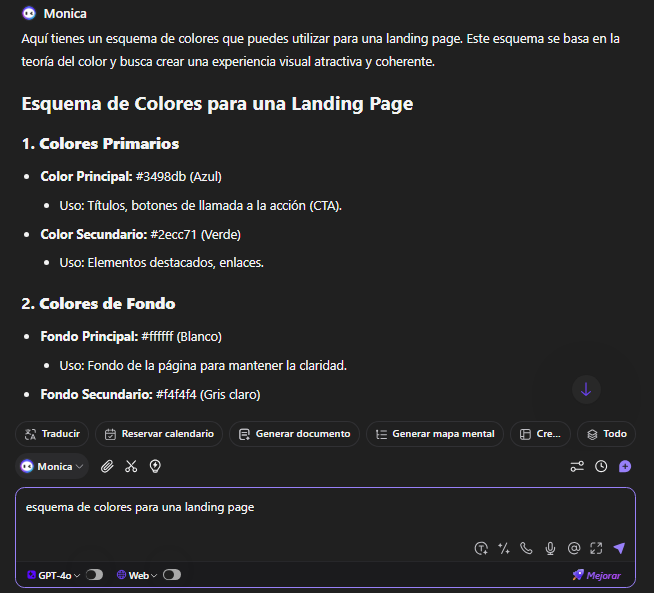 Monica
Aquí tienes un esquema de colores que puedes utilizar para una landing page. Este esquema se basa en la
teoría del color y busca crear una experiencia visual atractiva y coherente.
Esquema de Colores para una Landing Page
1. Colores Primarios
• Color Principal: #3498db (Azul)
• Uso: Títulos, botones de llamada a la acción (CTA).
• Color Secundario: #2ecc71 (Verde)
• Uso: Elementos destacados, enlaces.
2. Colores de Fondo
• Fondo Principal: #ffffff (Blanco)
• Uso: Fondo de la página para mantener la claridad.
• Fondo Secundario: #f4f4f4 (Gris claro)
Traducir Reservar calendario Generar documento Generar mapa mental Cre... Todo
Monica
esquema de colores para una landing page
GPT-4o Web Mejorar